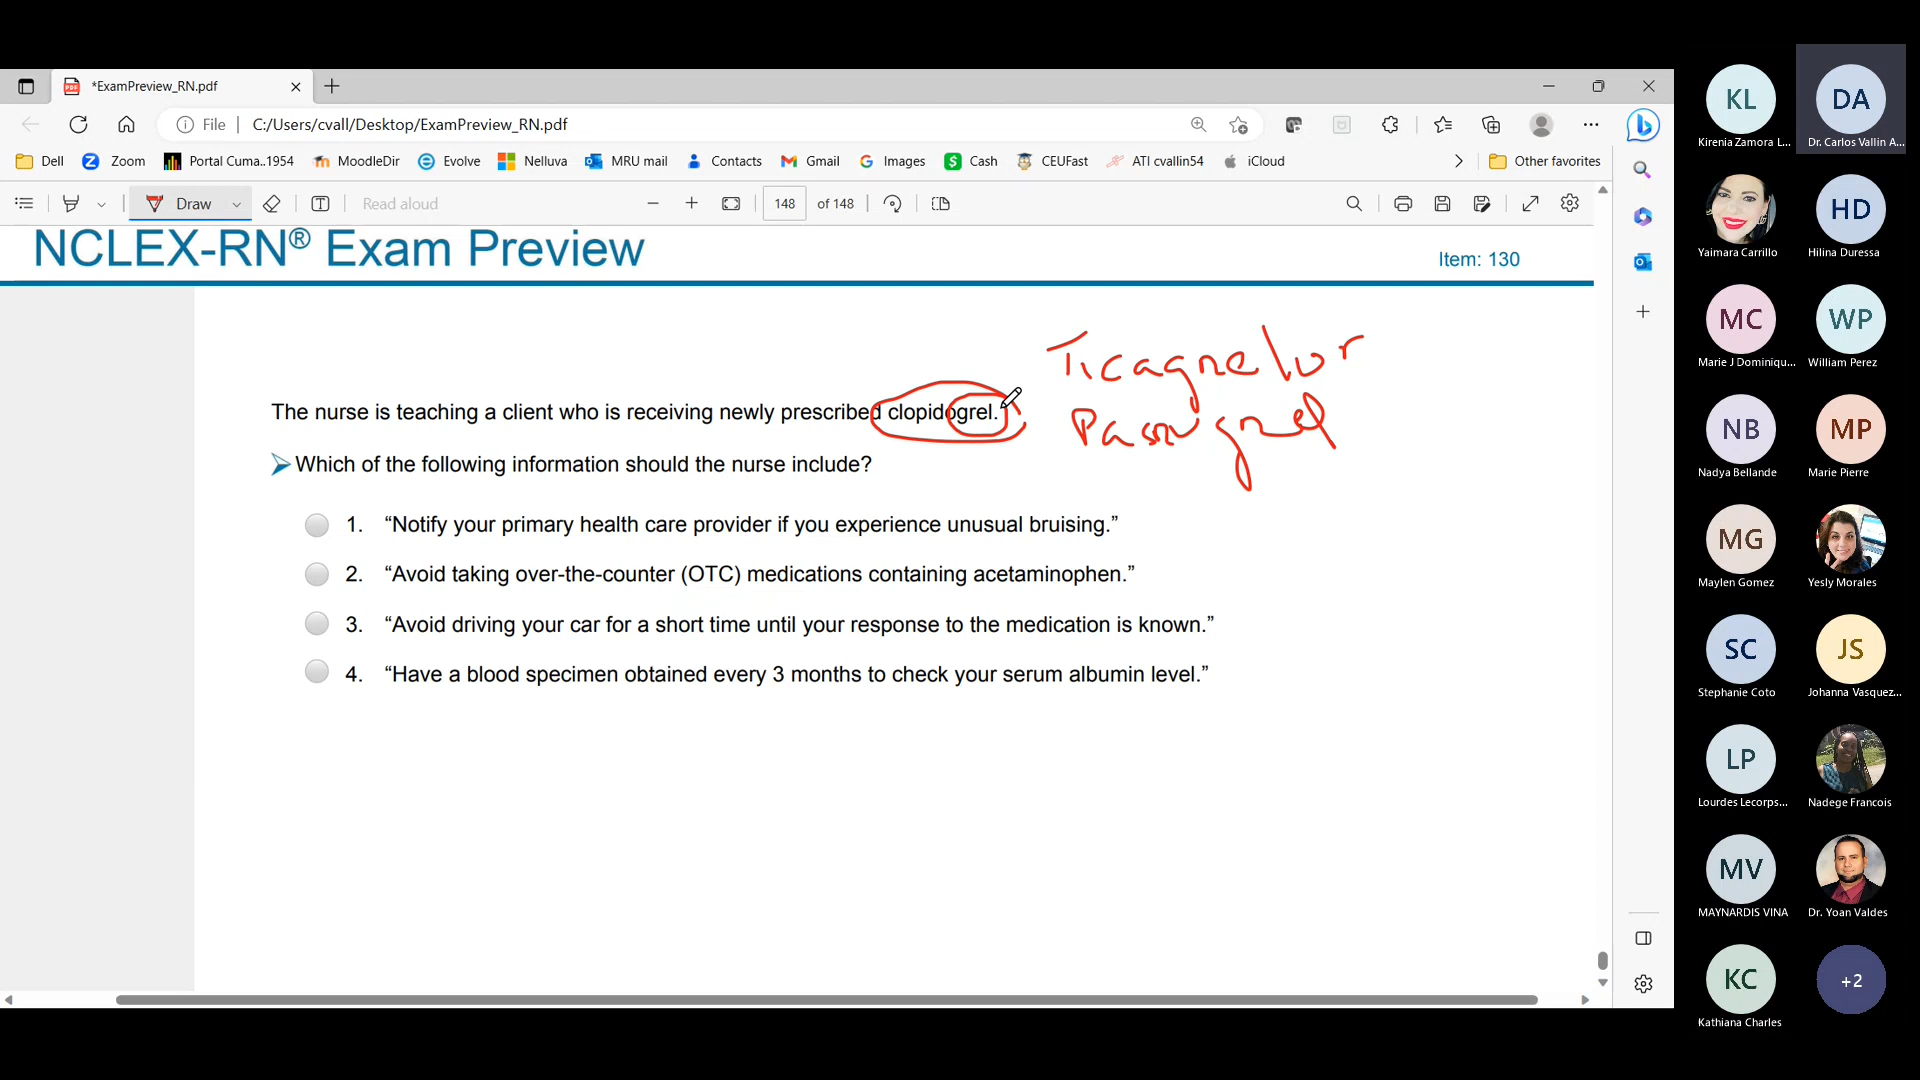 *ExamPreview_RN.pdf
File C:/Users/cvall/Desktop/ExamPreview_RN.pdf
Dell Zoom Portal Cuma..1954 MoodleDir Evolve Nelluva MRU mail Contacts Gmail Images Cash CEUFast ATI cvallin54 iCloud Other favorites
Draw Read aloud 148 of 148
NCLEX-RN® Exam Preview
Item: 130
Ticagrelor
The nurse is teaching a client who is receiving newly prescribed clopidogrel.
Which of the following information should the nurse include?
1. “Notify your primary health care provider if you experience unusual bruising.”
2. “Avoid taking over-the-counter (OTC) medications containing acetaminophen.”
3. “Avoid driving your car for a short time until your response to the medication is known.”
4. “Have a blood specimen obtained every 3 months to check your serum albumin level.”
KL DA
Kirenia Zamora L... Dr. Carlos Vallin A...
HD
Yaimara Carrillo Hilina Duressa
MC WP
Marie J Dominiqu... William Perez
NB MP
Nadya Bellande Marie Pierre
MG
Maylen Gomez Yesly Morales
SC JS
Stephanie Coto Johanna Vasquez...
LP
Lourdes Lecorps... Nadege Francois
MV
MAYNARDIS VINA Dr. Yoan Valdes
KC +2
Kathiana Charles